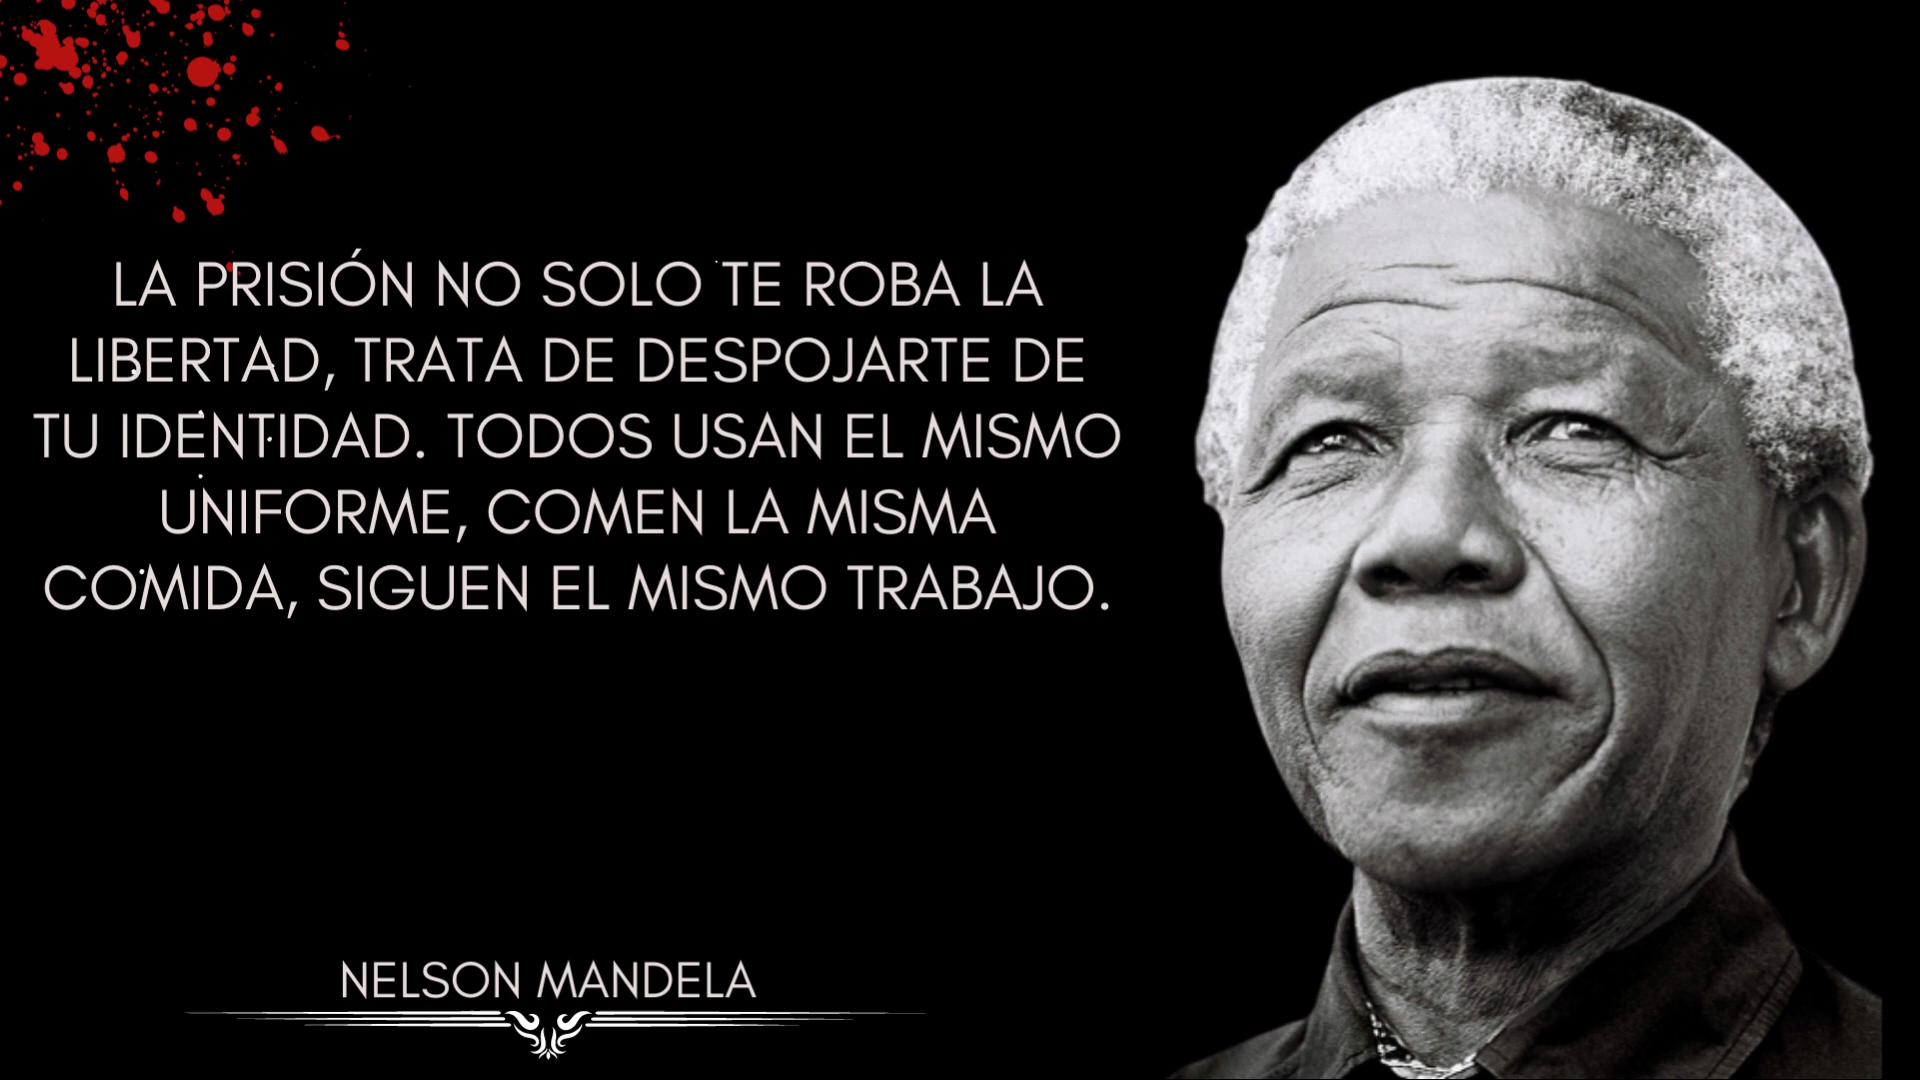 LA PRISIÓN NO SOLO TE ROBA LA
LIBERTAD, TRATA DE DESPOJARTE DE
TU IDENTIDAD. TODOS USAN EL MISMO
UNIFORME, COMEN LA MISMA
COMIDA, SIGUEN EL MISMO TRABAJO.
NELSON MANDELA